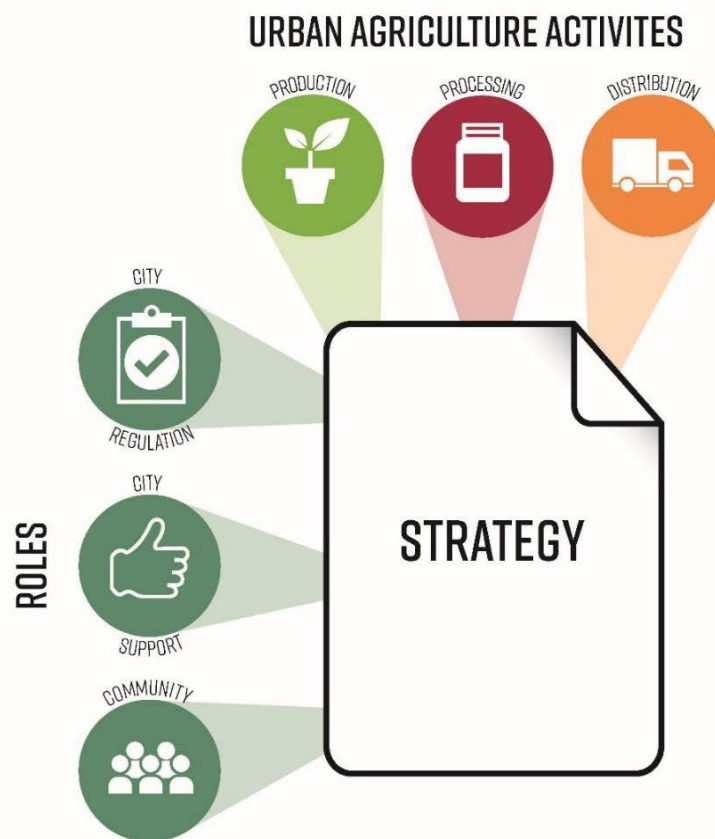 URBAN AGRICULTURE ACTIVITES
PRODUCTION
PROCESSING
DISTRIBUTION
CITY
REGULATION
CITY
SUPPORT
COMMUNITY
ROLES
STRATEGY